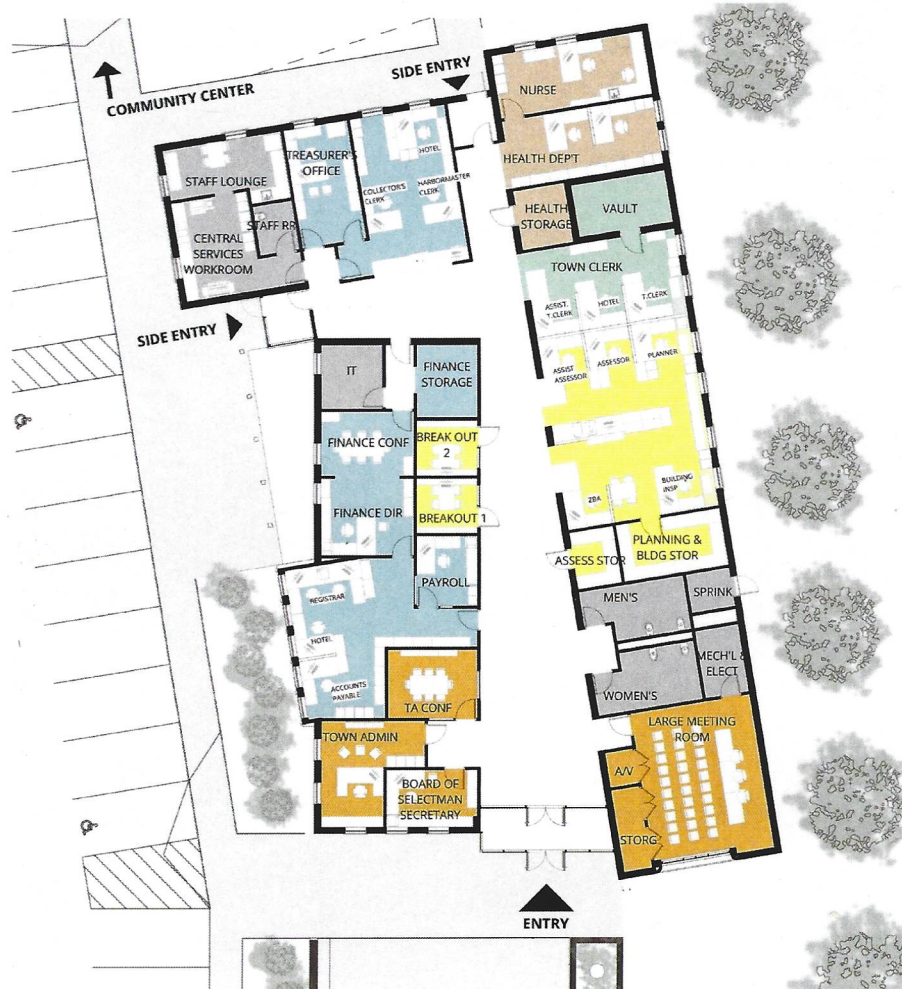 SIDE ENTRY
COMMUNITY CENTER
NURSE
HEALTH DEP'T
STAFF LOUNGE
TREASURER'S
OFFICE
HOTEL
COLLECTOR'S
CLERK
HARBORMASTER
CLERK
HEALTH
STORAGE
VAULT
STAFF RR
CENTRAL
SERVICES
WORKROOM
TOWN CLERK
ASSIST.
T.CLERK
HOTEL
T.CLERK
SIDE ENTRY
ASSIST
ASSESSOR
ASSESSOR
PLANNER
IT
FINANCE
STORAGE
FINANCE CONF
BREAK OUT
2
ZBA
BUILDING
INSP
FINANCE DIR
BREAKOUT 1
ASSESS STOR
PLANNING &
BLDG STOR
PAYROLL
REGISTRAR
MEN'S
SPRINK
HOTEL
ACCOUNTS
PAYABLE
TA CONF
WOMEN'S
MECH'L &
ELECT
TOWN ADMIN
LARGE MEETING
ROOM
BOARD OF
SELECTMAN
SECRETARY
A/V
STORG
ENTRY